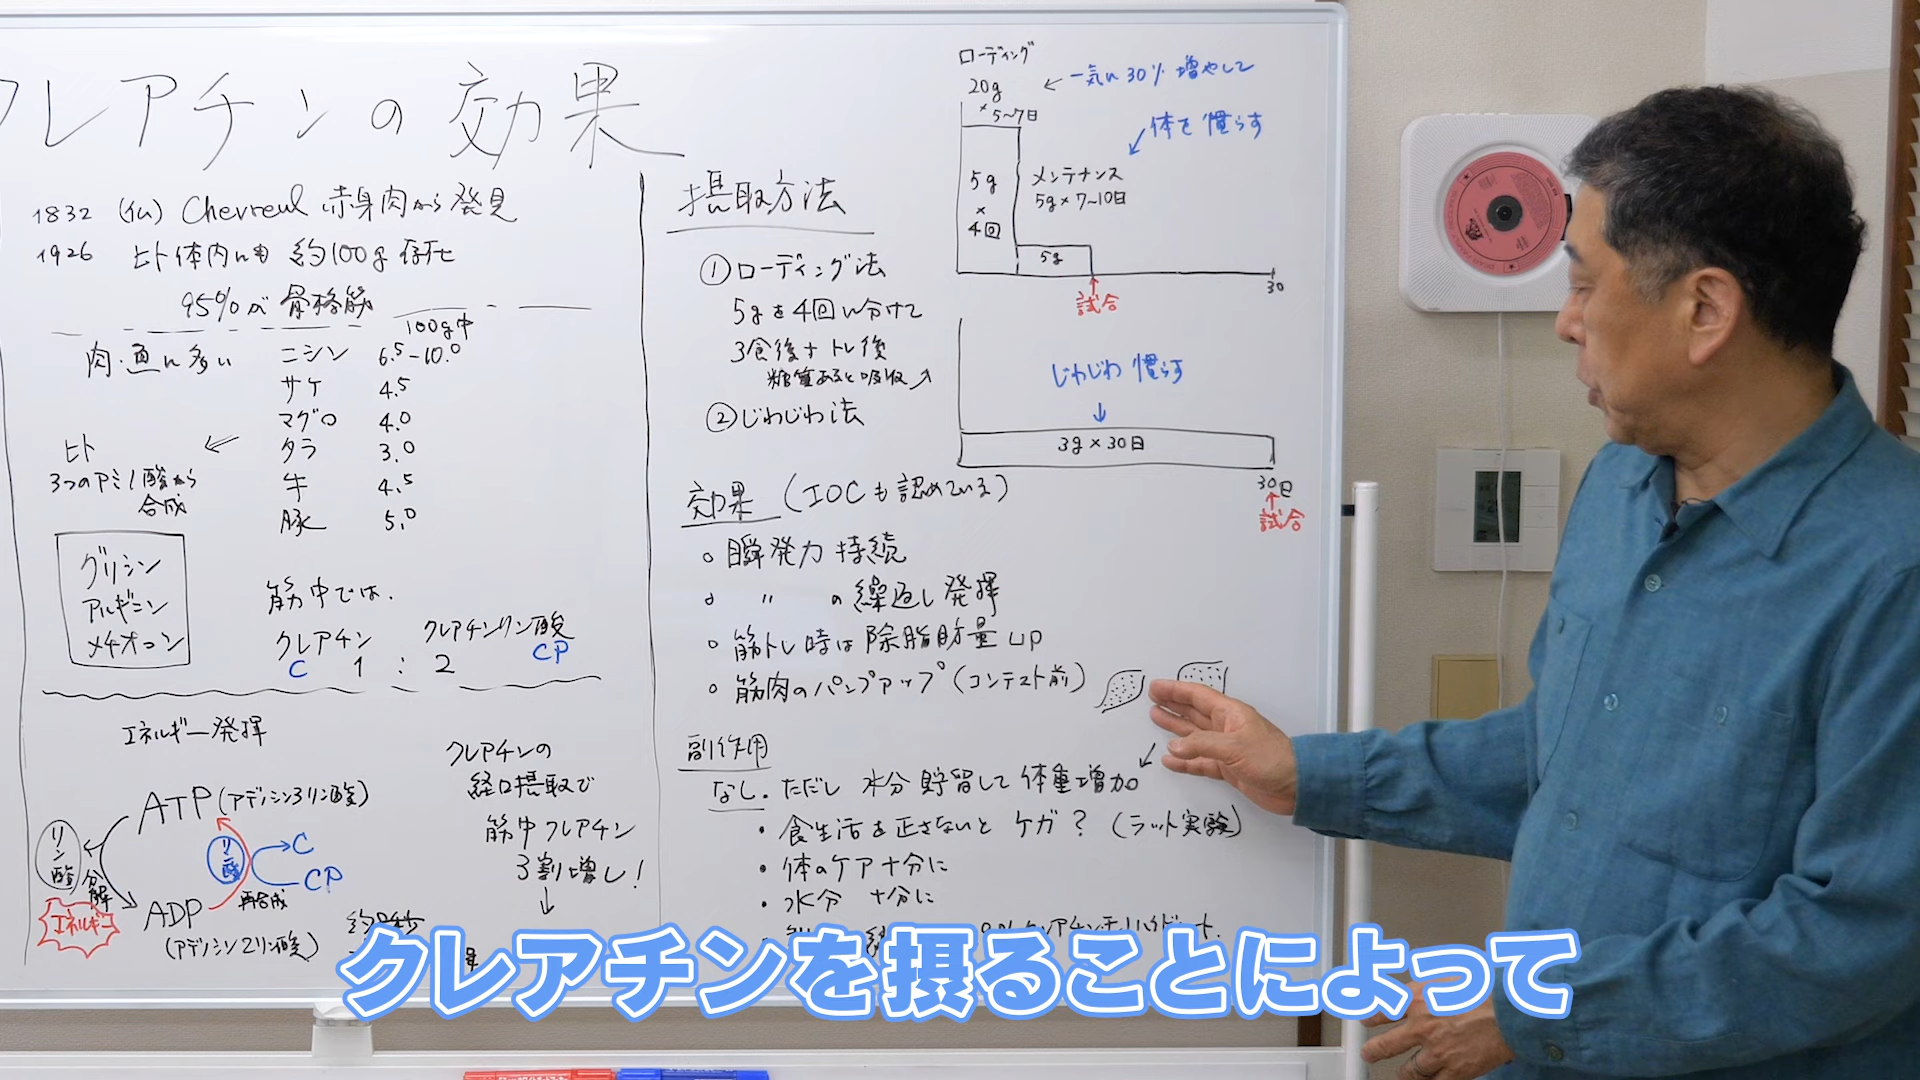 クレアチンの効果
1832 (仏) Chevreul 赤身肉から発見
1926 ヒト体内にも 約100g存在
95%が骨格筋
100g中
肉・魚に多い
ニシン 6.5-10.0
サケ 4.5
マグロ 4.0
タラ 3.0
牛 4.5
豚 5.0
ヒト
3つのアミノ酸から
合成
グリシン
アルギニン
メチオニン
筋中では、
クレアチン クレアチンリン酸
C 1 : 2 CP
エネルギー発揮
ATP(アデノシン3リン酸)
リン酸
分解
エネルギー
リン酸
C
CP
再合成
ADP
(アデノシン2リン酸)
クレアチンの
経口摂取で
筋中クレアチン
3割増し!
↓
摂取方法
①ローディング法
5gを4回に分けて
3食後+トレ後
糖質あると吸収↗
②じわじわ法
ローディング
20g
×5~7日
← 一気に30%増やして
体を慣らす
5g
×
4回
メンテナンス
5g×7~10日
5g
30
試合
じわじわ慣らす
↓
3g×30日
30日
試合
効果 (IOCも認めている)
○瞬発力持続
○ 〃 の繰返し発揮
○筋トレ時は除脂肪量up
○筋肉のパンプアップ(コンテスト前)
副作用
なし. ただし 水分貯留して体重増加
・食生活を正さないとケガ? (ラット実験)
・体のケア十分に
・水分 十分に
クレアチンを摂ることによって